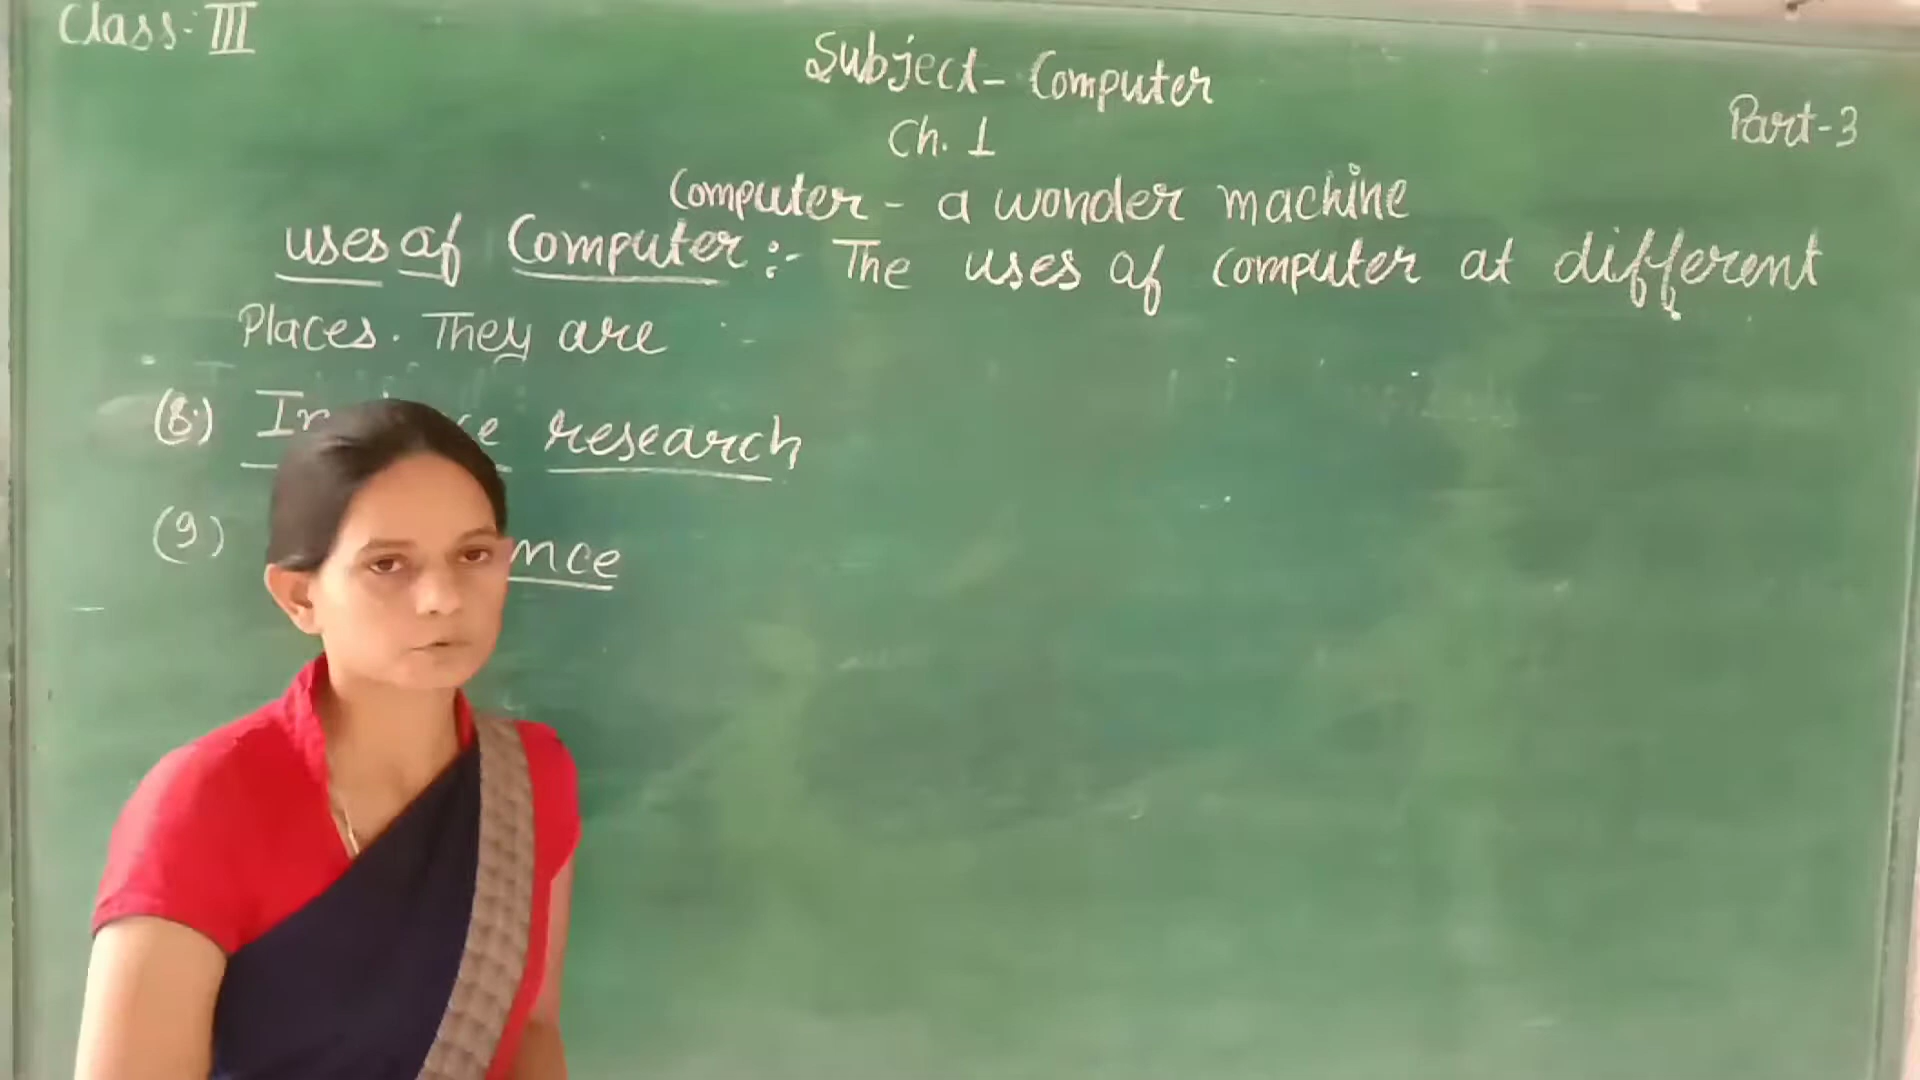 Class:- III
Subject- Computer
Part-3
Ch. 1
Computer - a wonder machine
uses of Computer :- The uses of computer at different
Places. They are
(8) research
(9)